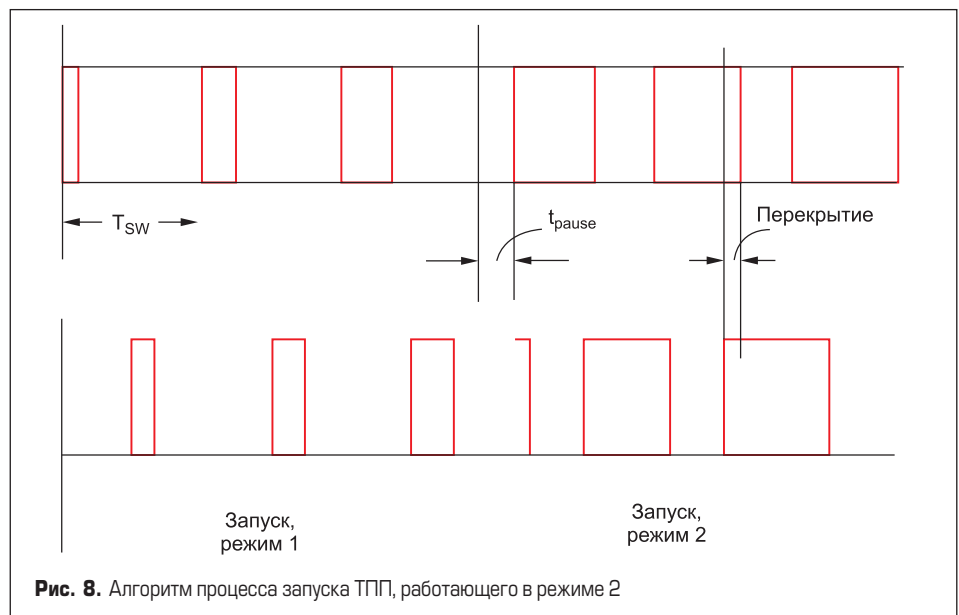 T_SW
t_pause
Перекрытие
Запуск,
режим 1
Запуск,
режим 2
Рис. 8. Алгоритм процесса запуска ТПП, работающего в режиме 2